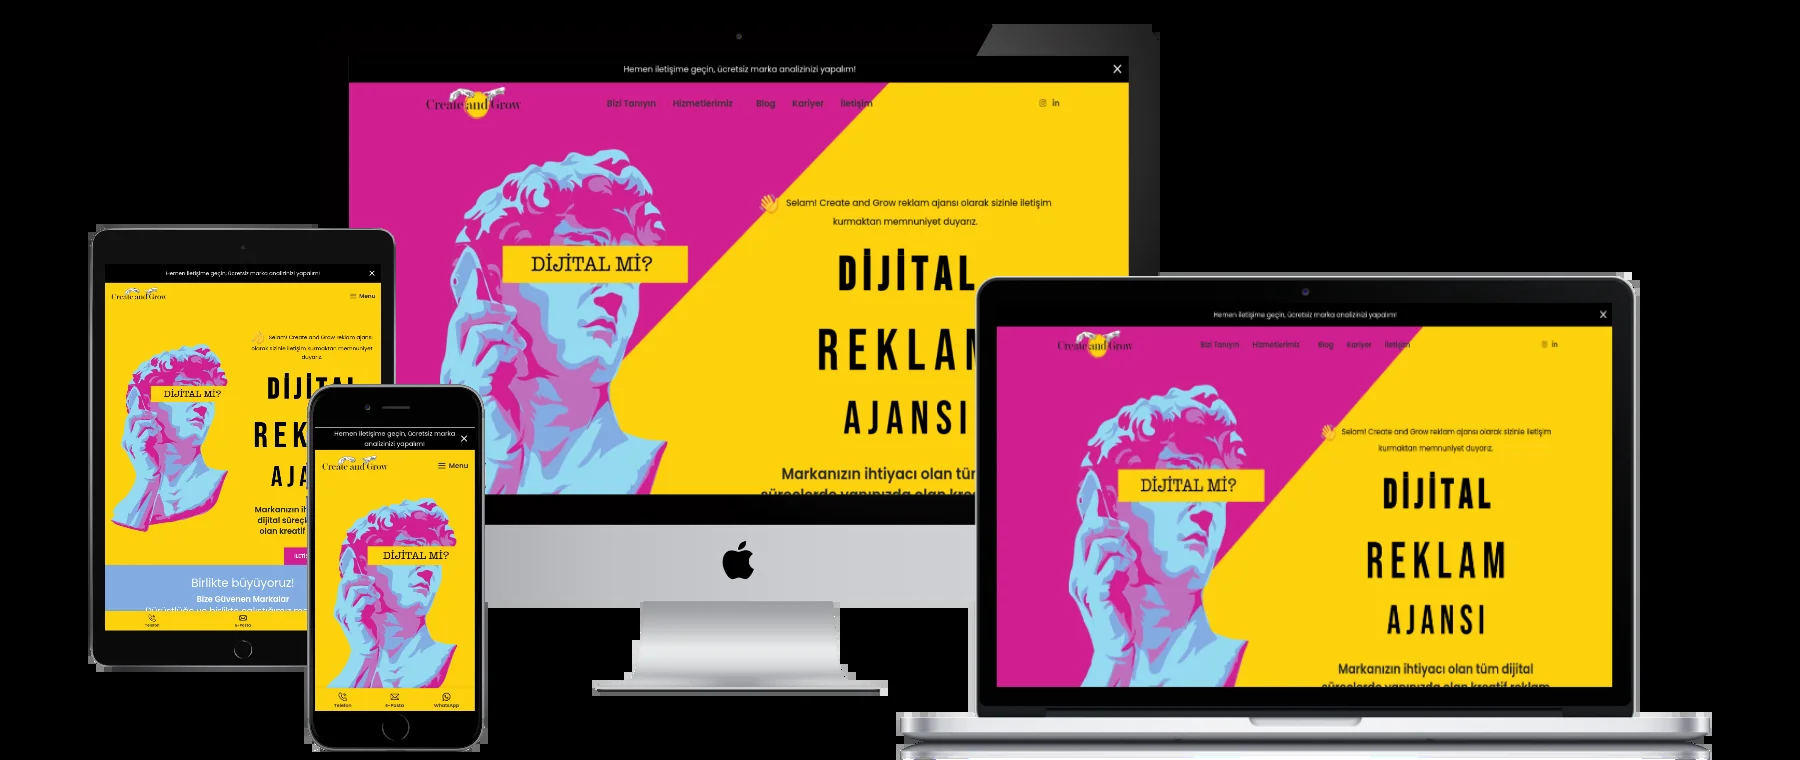 Hemen iletişime geçin, ücretsiz marka analizinizi yapalım!
Create and Grow
Bizi Tanıyın
Hizmetlerimiz
Blog
Kariyer
İletişim
in
Selam! Create and Grow reklam ajansı olarak sizinle iletişim
kurmaktan memnuniyet duyarız.
DİJİTAL Mİ?
DİJİTAL
REKLAM
AJANSI
Markanızın ihtiyacı olan tüm
Hemen iletişime geçin, ücretsiz marka analizinizi yapalım!
Create and Grow
Menu
Selam! Create and Grow reklam ajansı
olarak sizinle iletişim kurmaktan memnuniyet
duyarız.
DİJİTAL Mİ?
DİJİTAL
REK
AJA
Markanızın ih
dijital süreçl
olan kreatif
İLETİŞ
Birlikte büyüyoruz!
Bize Güvenen Markalar
Telefon
E-Posta
Hemen iletişime geçin, ücretsiz marka
analizinizi yapalım!
Create and Grow
Menu
DİJİTAL Mİ?
Telefon
E-Posta
WhatsApp
Hemen iletişime geçin, ücretsiz marka analizinizi yapalım!
Create and Grow
Bizi Tanıyın
Hizmetlerimiz
Blog
Kariyer
İletişim
in
Selam! Create and Grow reklam ajansı olarak sizinle iletişim
kurmaktan memnuniyet duyarız.
DİJİTAL Mİ?
DİJİTAL
REKLAM
AJANSI
Markanızın ihtiyacı olan tüm dijital